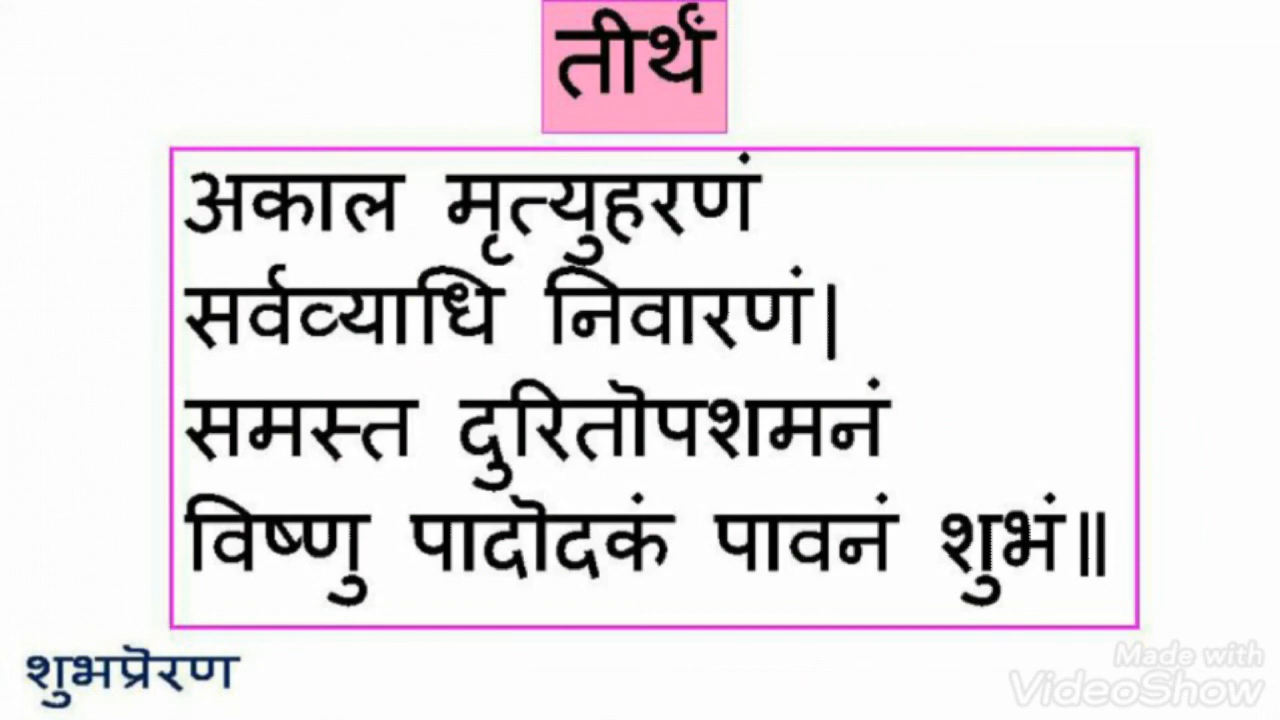 तीर्थं
अकाल मृत्युहरणं
सर्वव्याधि निवारणं|
समस्त दुरितॊपशमनं
विष्णु पादॊदकं पावनं शुभं॥
शुभप्रॆरण
Made with
VideoShow